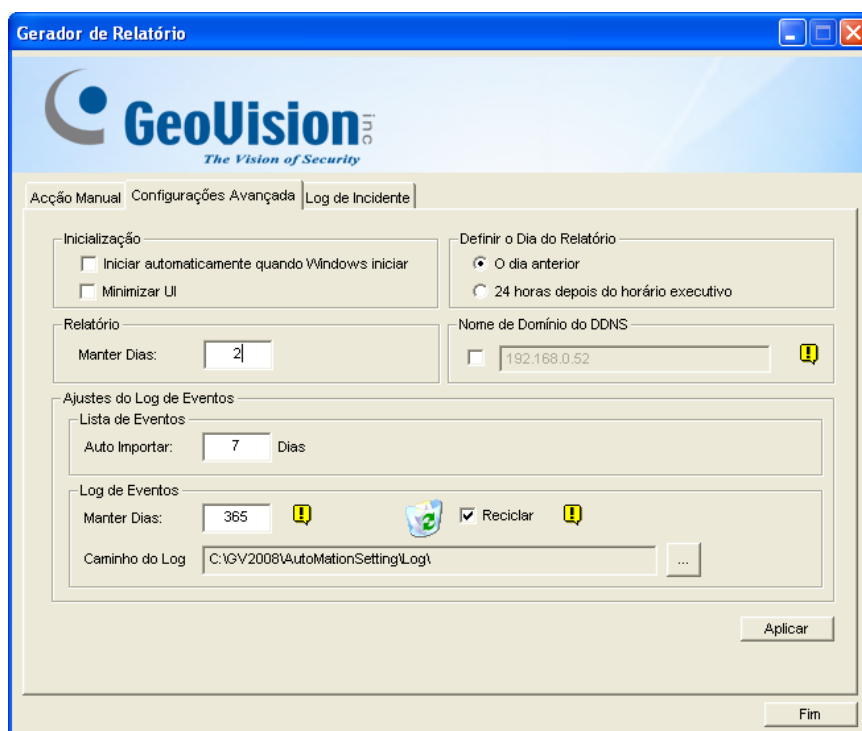 Gerador de Relatório
GeoVision inc
The Vision of Security
Acção Manual
Configurações Avançada
Log de Incidente
Inicialização
Iniciar automaticamente quando Windows iniciar
Minimizar UI
Definir o Dia do Relatório
O dia anterior
24 horas depois do horário executivo
Relatório
Manter Dias: 2
Nome de Domínio do DDNS
192.168.0.52
Ajustes do Log de Eventos
Lista de Eventos
Auto Importar: 7 Dias
Log de Eventos
Manter Dias: 365
Reciclar
Caminho do Log C:\GV2008\AutoMationSetting\Log\
...
Aplicar
Fim